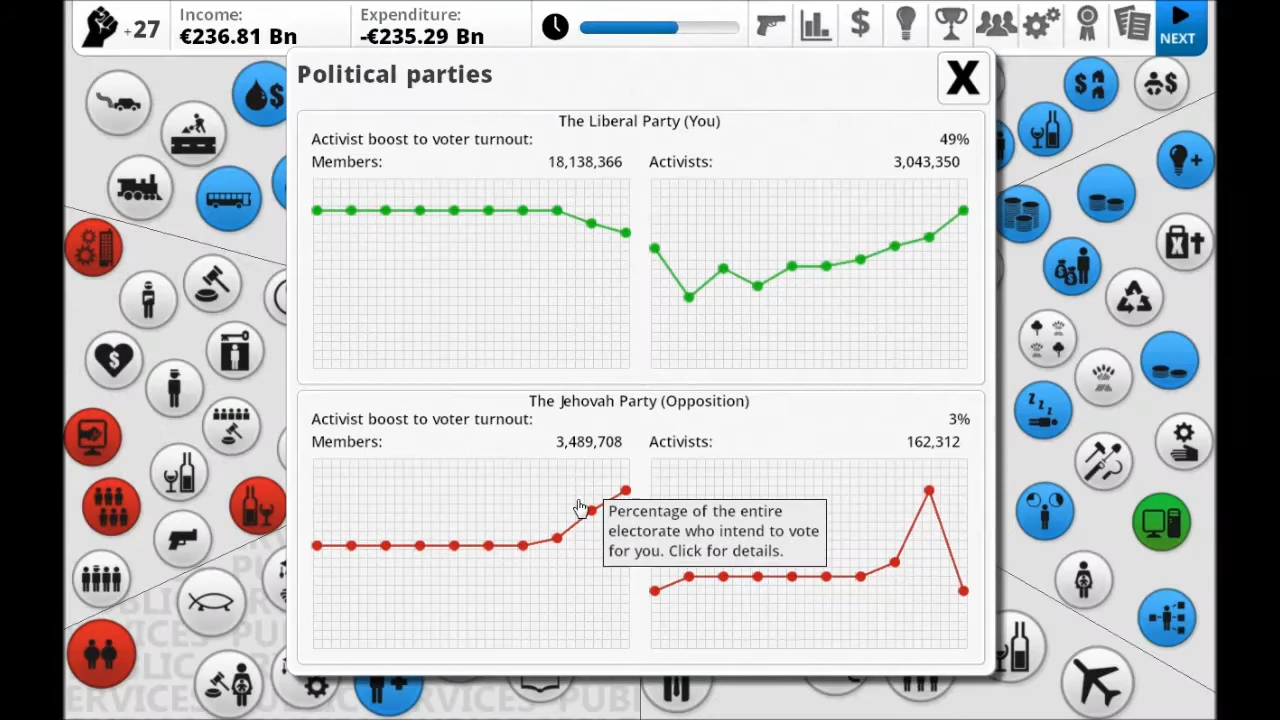 +27
Income:
€236.81 Bn
Expenditure:
-€235.29 Bn
NEXT
Political parties
X
The Liberal Party (You)
Activist boost to voter turnout:
49%
Members:
18,138,366
Activists:
3,043,350
The Jehovah Party (Opposition)
Activist boost to voter turnout:
3%
Members:
3,489,708
Activists:
162,312
Percentage of the entire
electorate who intend to vote
for you. Click for details.